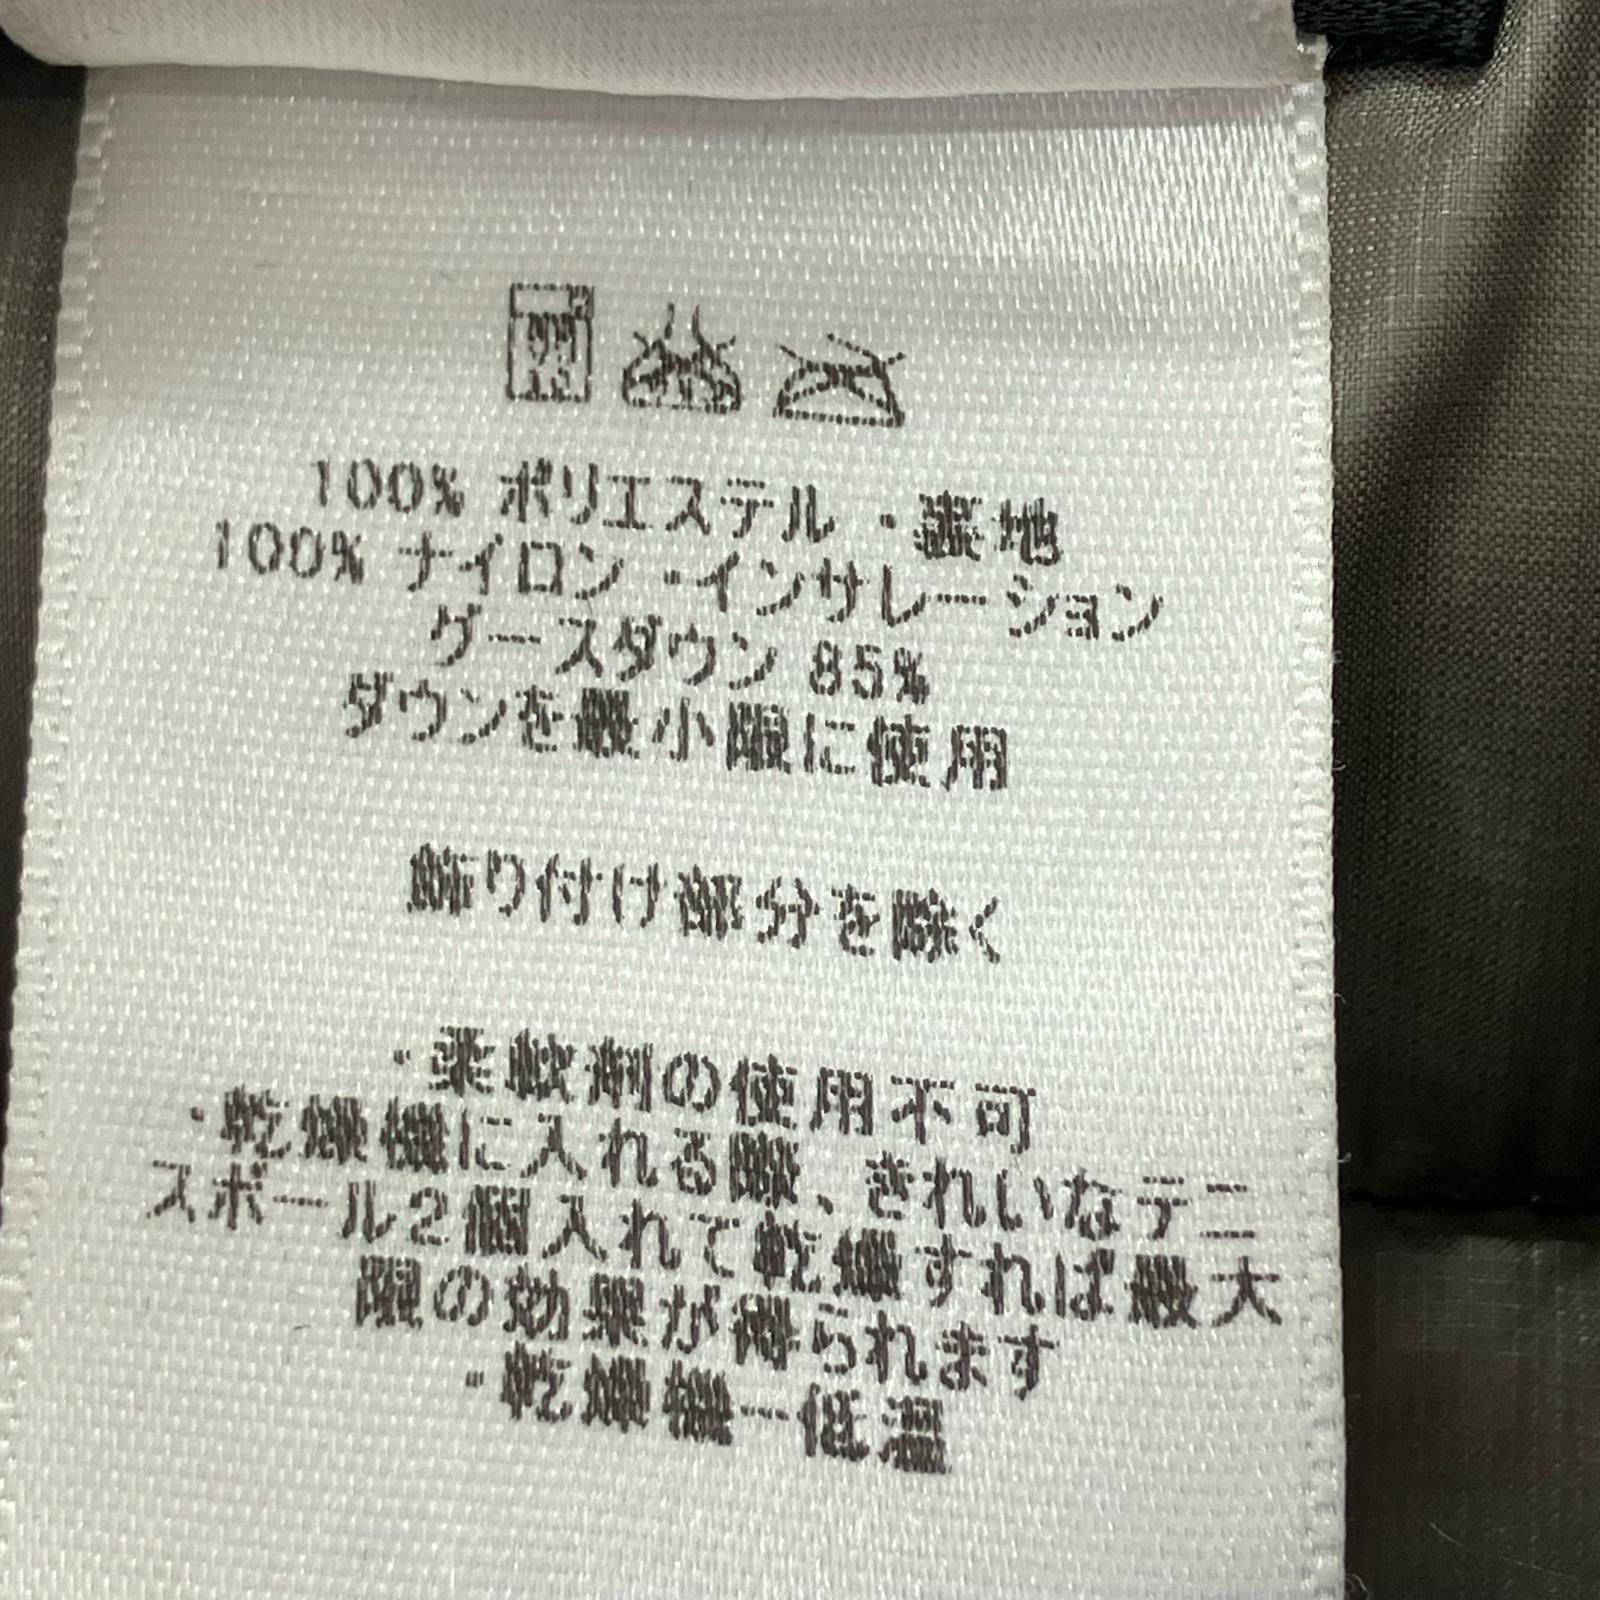 100% ポリエステル ・裏地
100% ナイロン ・インサレーション
グースダウン 85%
ダウンを最小限に使用
飾り付け部分を除く
・柔軟剤の使用不可
・乾燥機に入れる際、きれいなテニ
スボール2個入れて乾燥すれば最大
限の効果が得られます
・乾燥機ー低温